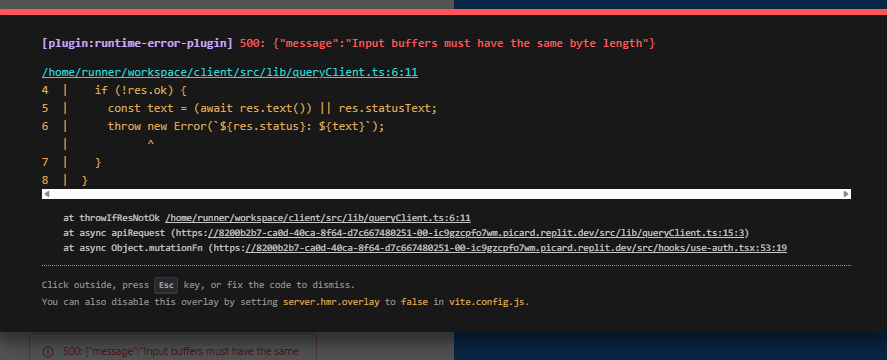 [plugin:runtime-error-plugin] 500: {"message":"Input buffers must have the same byte length"}
/home/runner/workspace/client/src/lib/queryClient.ts:6:11
4  |    if (!res.ok) {
5  |      const text = (await res.text()) || res.statusText;
6  |      throw new Error(`${res.status}: ${text}`);
   |            ^
7  |    }
8  |  }
at throwIfResNotOk /home/runner/workspace/client/src/lib/queryClient.ts:6:11
at async apiRequest (https://8200b2b7-ca0d-40ca-8f64-d7c667480251-00-ic9gzcpfo7wm.picard.replit.dev/src/lib/queryClient.ts:15:3)
at async Object.mutationFn (https://8200b2b7-ca0d-40ca-8f64-d7c667480251-00-ic9gzcpfo7wm.picard.replit.dev/src/hooks/use-auth.tsx:53:19
Click outside, press Esc key, or fix the code to dismiss.
You can also disable this overlay by setting server.hmr.overlay to false in vite.config.js.
500: {"message":"Input buffers must have the same